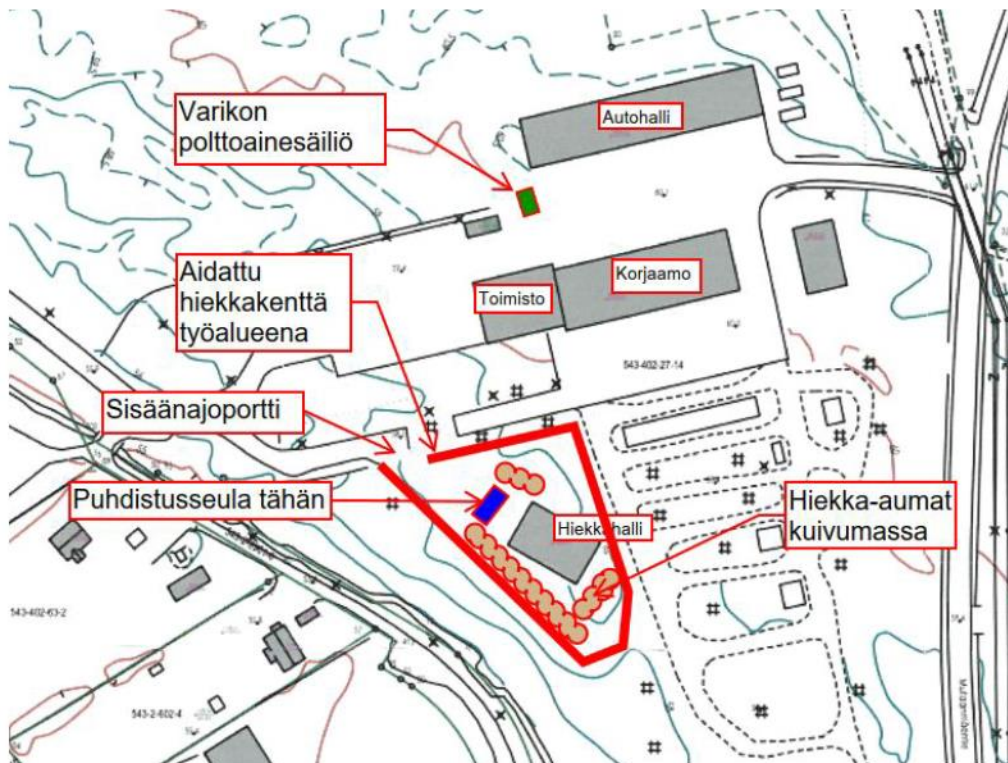 Varikon
polttoainesäiliö
Autohalli
Aidattu
hiekkakenttä
työalueena
Toimisto
Korjaamo
543-402-27-14
Sisäänajoportti
Puhdistusseula tähän
Hiekkahalli
Hiekka-aumat
kuivumassa
543-402-63-2
543-2-602-4